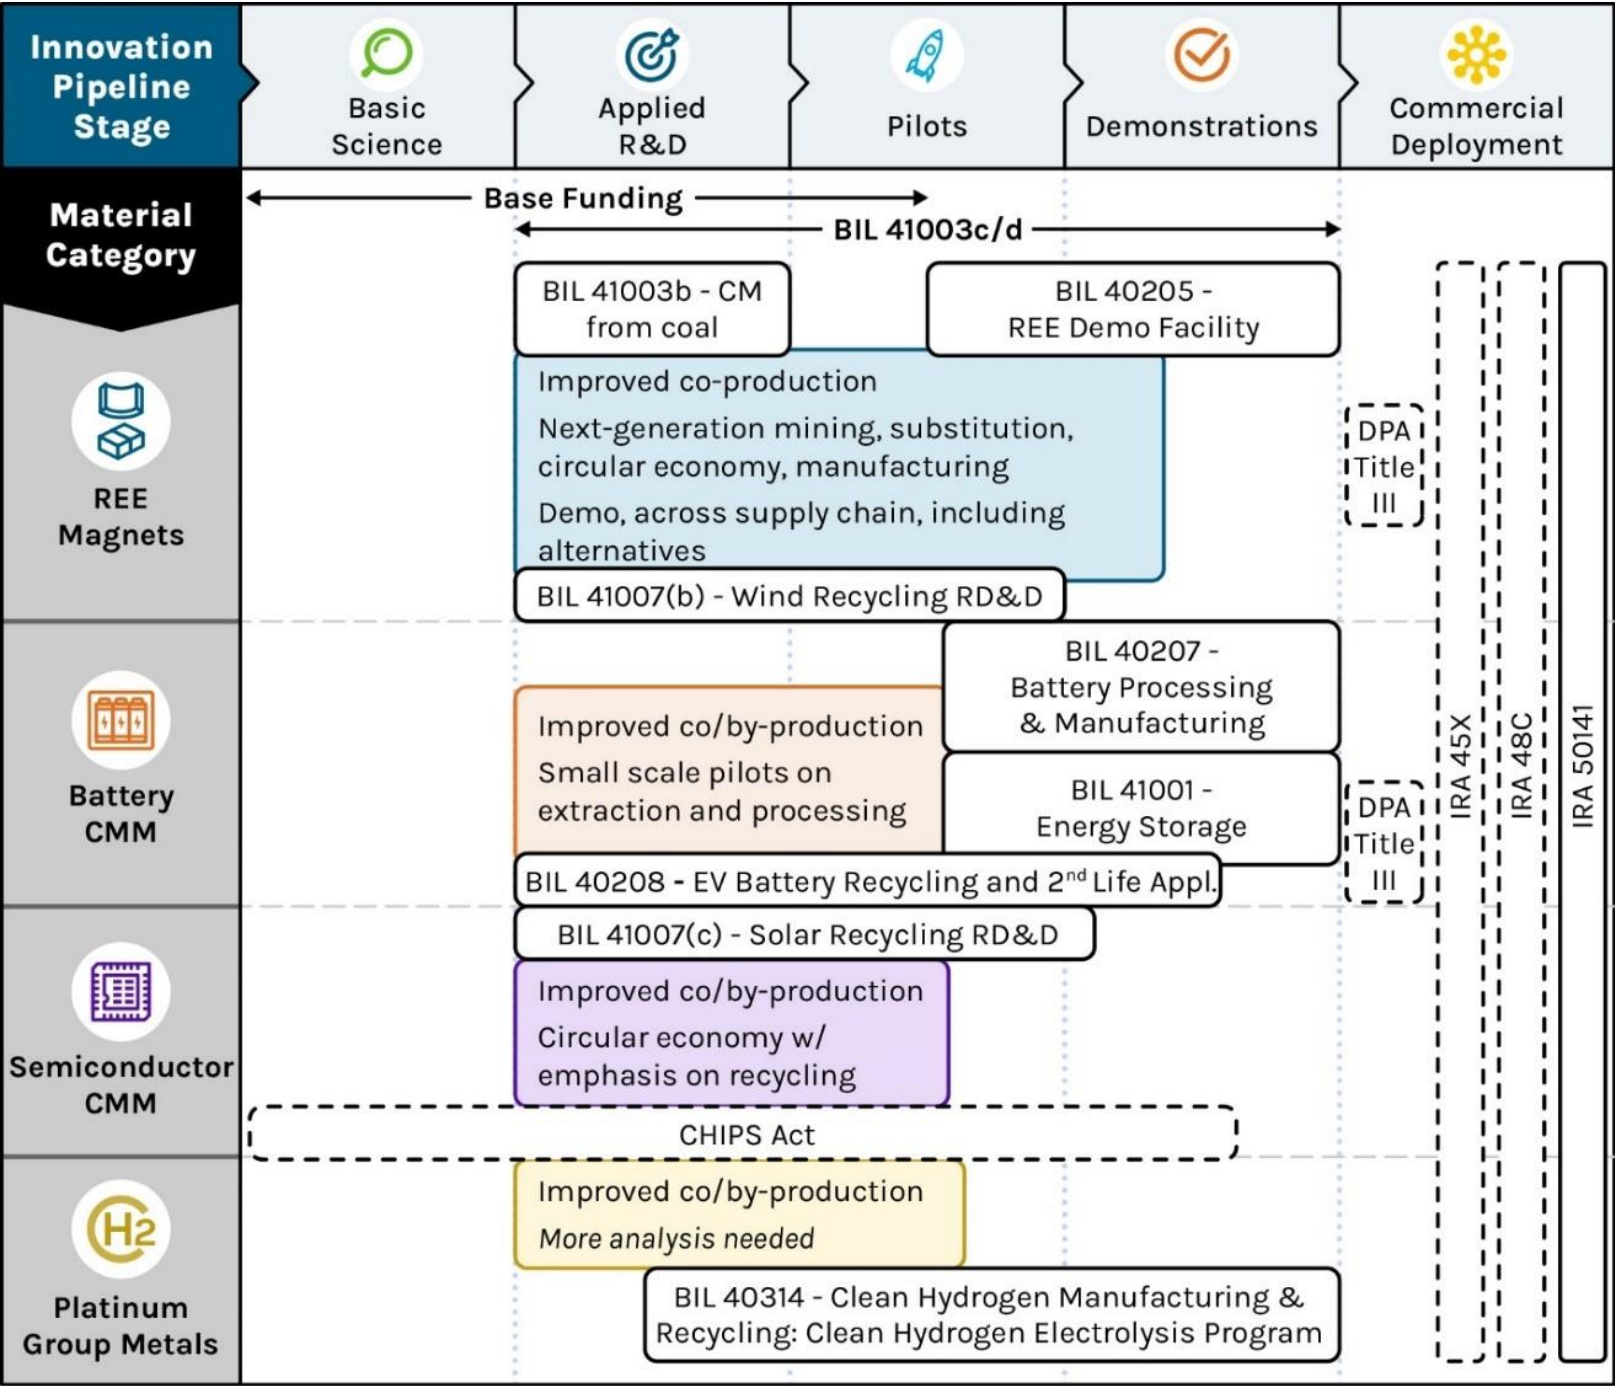 Innovation
Pipeline
Stage
Basic
Science
Applied
R&D
Pilots
Demonstrations
Commercial
Deployment
Material
Category
Base Funding
BIL 41003c/d
BIL 41003b - CM
from coal
BIL 40205 -
REE Demo Facility
REE
Magnets
Improved co-production
Next-generation mining, substitution,
circular economy, manufacturing
Demo, across supply chain, including
alternatives
BIL 41007(b) - Wind Recycling RD&D
DPA
Title
III
Battery
CMM
BIL 40207 -
Battery Processing
& Manufacturing
Improved co/by-production
Small scale pilots on
extraction and processing
BIL 41001 -
Energy Storage
BIL 40208 - EV Battery Recycling and 2nd Life Appl.
DPA
Title
III
IRA 45X
IRA 48C
IRA 50141
Semiconductor
CMM
BIL 41007(c) - Solar Recycling RD&D
Improved co/by-production
Circular economy w/
emphasis on recycling
CHIPS Act
H2
Platinum
Group Metals
Improved co/by-production
More analysis needed
BIL 40314 - Clean Hydrogen Manufacturing &
Recycling: Clean Hydrogen Electrolysis Program